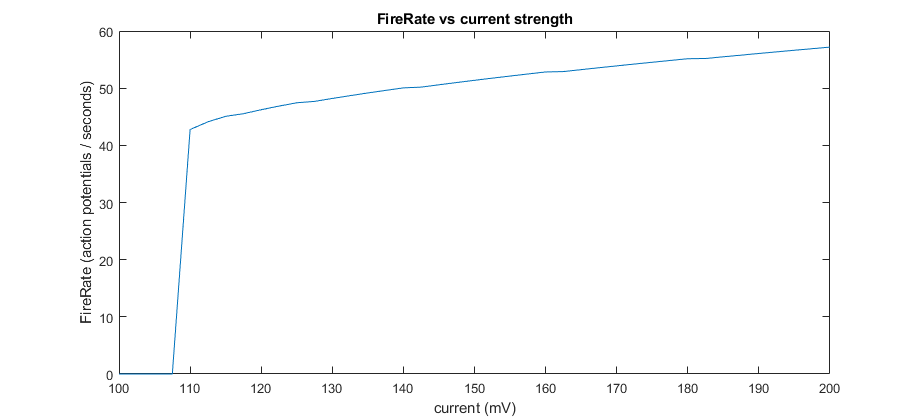 FireRate vs current strength
FireRate (action potentials / seconds)
60
50
40
30
20
10
0
100 110 120 130 140 150 160 170 180 190 200
current (mV)